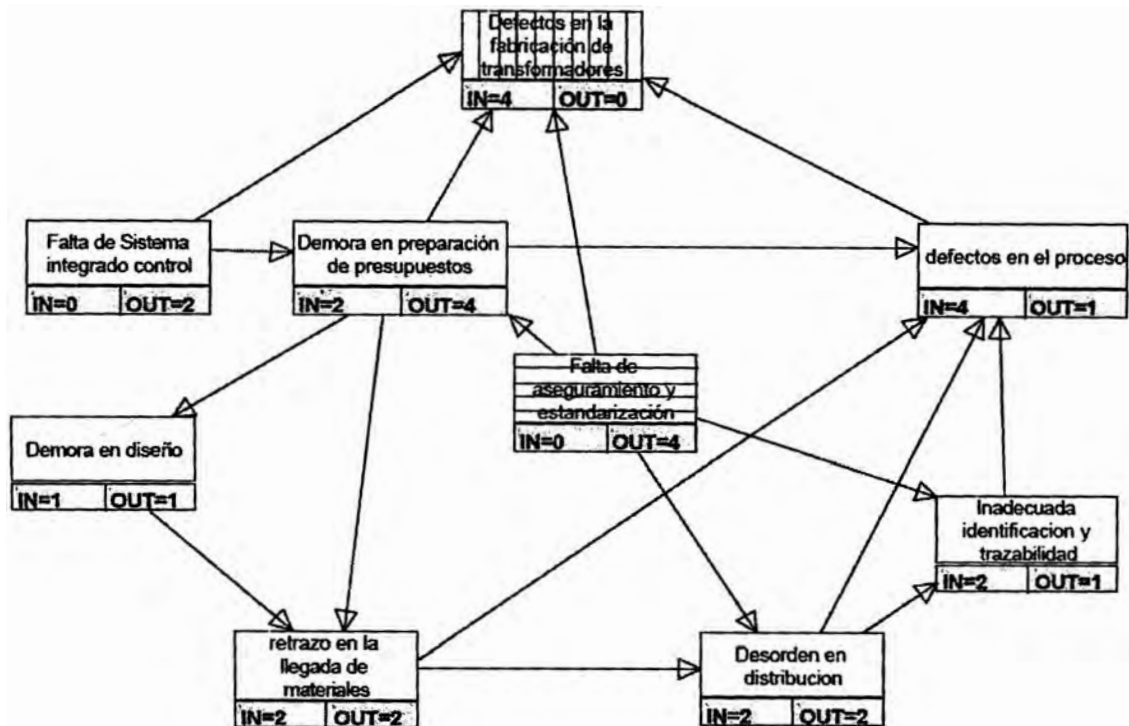 Defectos en la
fabricación de
transformadores
IN=4 OUT=0
Falta de Sistema
integrado control
IN=0 OUT=2
Demora en preparación
de presupuestos
IN=2 OUT=4
defectos en el proceso
IN=4 OUT=1
Falta de
aseguramiento y
estandarización
IN=0 OUT=4
Demora en diseño
IN=1 OUT=1
Inadecuada
identificacion y
trazabilidad
IN=2 OUT=1
retrazo en la
llegada de
materiales
IN=2 OUT=2
Desorden en
distribucion
IN=2 OUT=2